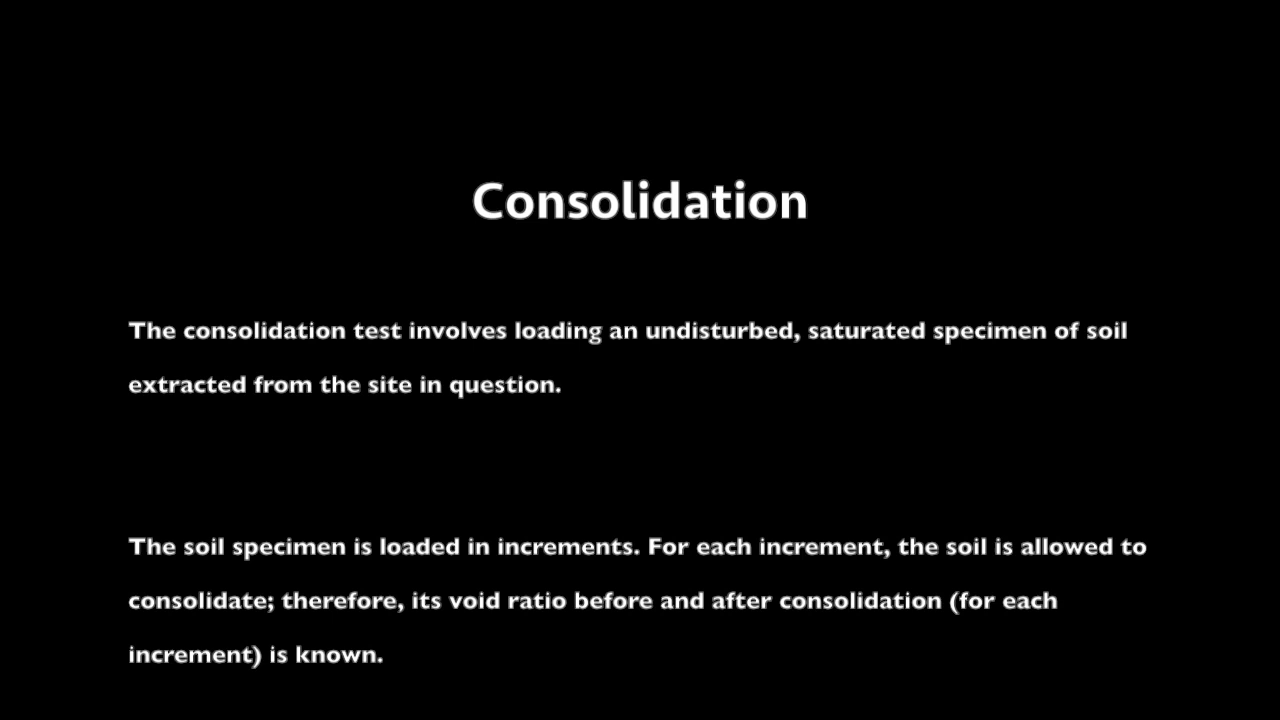 Consolidation
The consolidation test involves loading an undisturbed, saturated specimen of soil
extracted from the site in question.
The soil specimen is loaded in increments. For each increment, the soil is allowed to
consolidate; therefore, its void ratio before and after consolidation (for each
increment) is known.